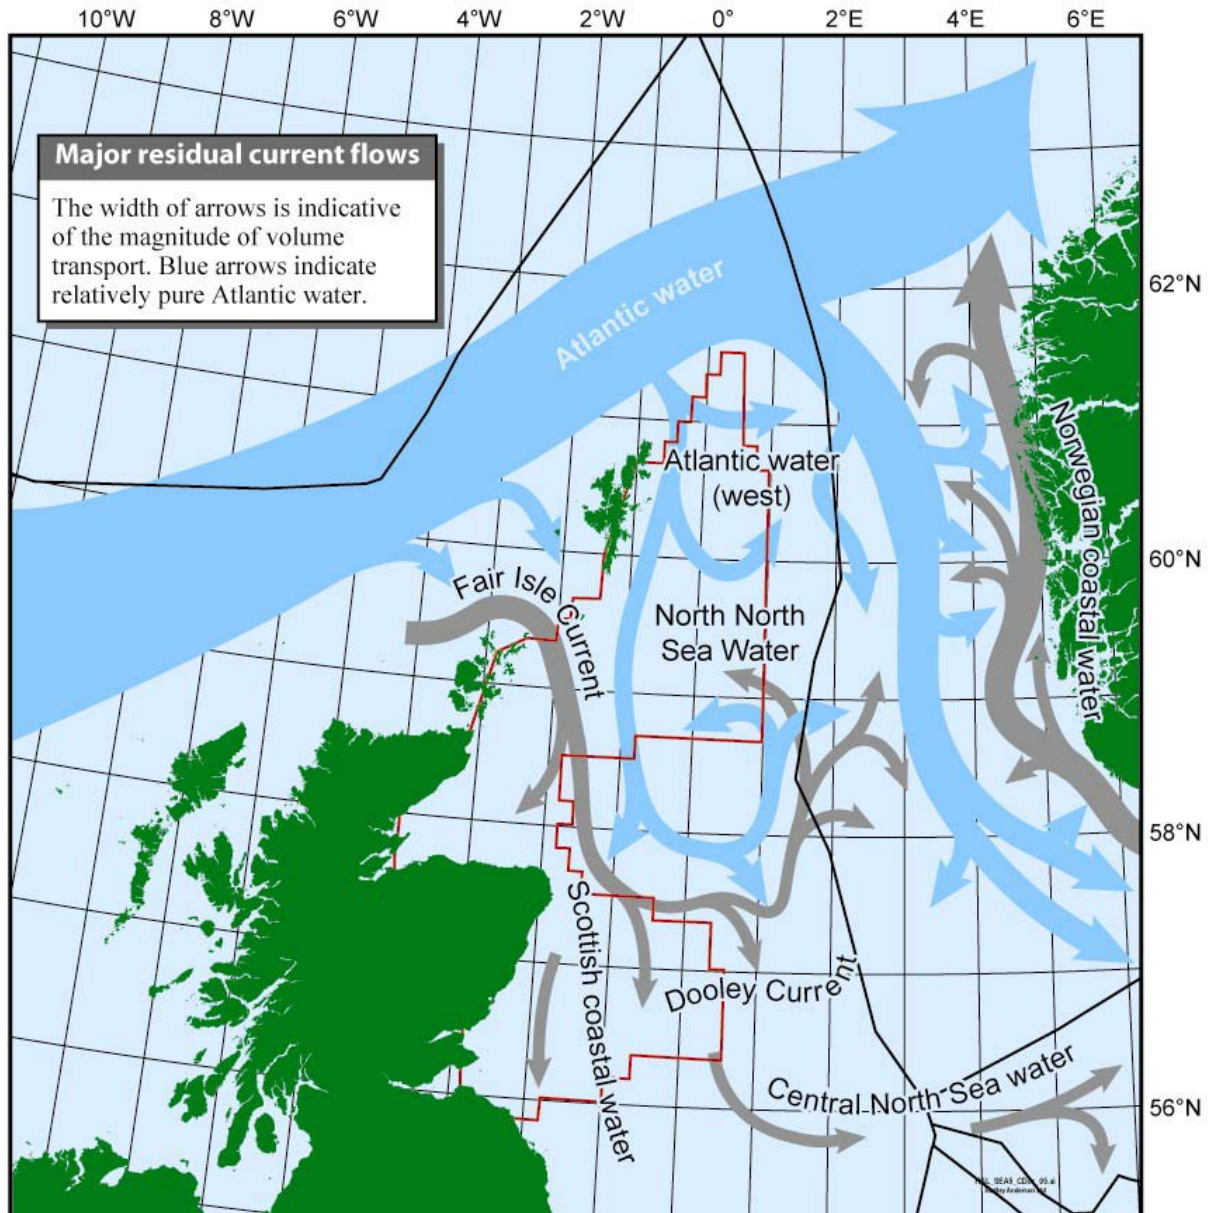 10°W 8°W 6°W 4°W 2°W 0° 2°E 4°E 6°E
Major residual current flows
The width of arrows is indicative
of the magnitude of volume
transport. Blue arrows indicate
relatively pure Atlantic water.
62°N
Atlantic water
Norwegian coastal water
Atlantic water
(west)
60°N
Fair Isle Current
North North
Sea Water
58°N
Scottish coastal water
Dooley Current
Central North Sea water
56°N